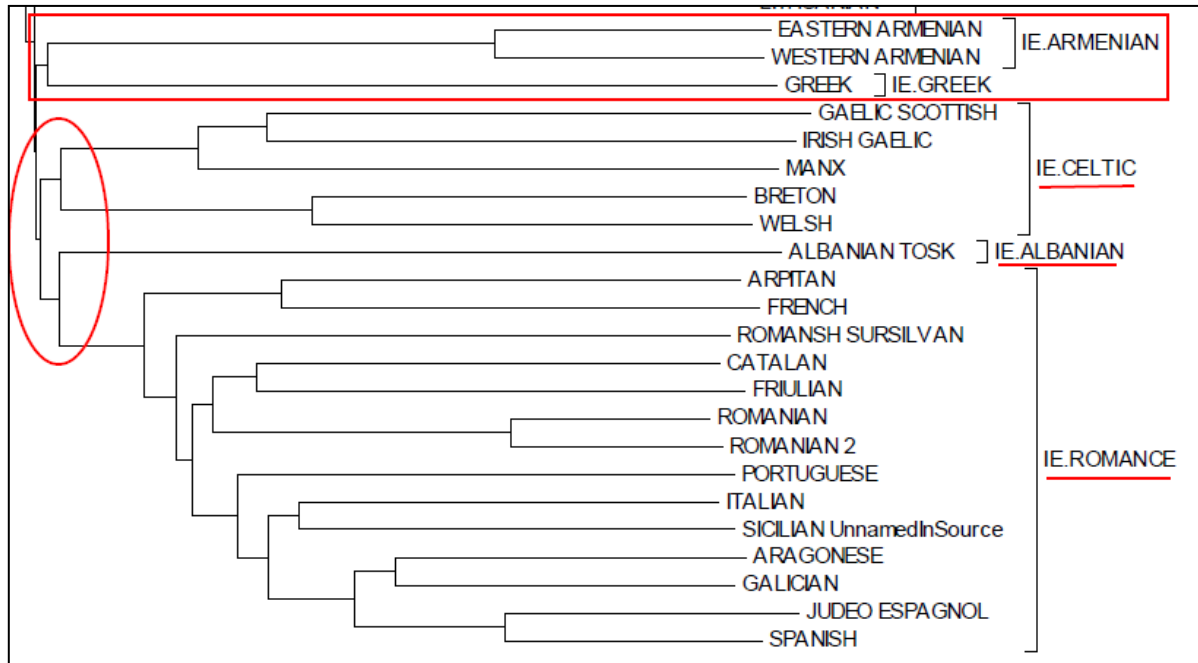 EASTERN ARMENIAN
IE.ARMENIAN
WESTERN ARMENIAN
GREEK IE.GREEK
GAELIC SCOTTISH
IRISH GAELIC
MANX
IE.CELTIC
BRETON
WELSH
ALBANIAN TOSK IE.ALBANIAN
ARPITAN
FRENCH
ROMANSH SURSILVAN
CATALAN
FRIULIAN
ROMANIAN
ROMANIAN 2
IE.ROMANCE
PORTUGUESE
ITALIAN
SICILIAN UnnamedInSource
ARAGONESE
GALICIAN
JUDEO ESPAGNOL
SPANISH